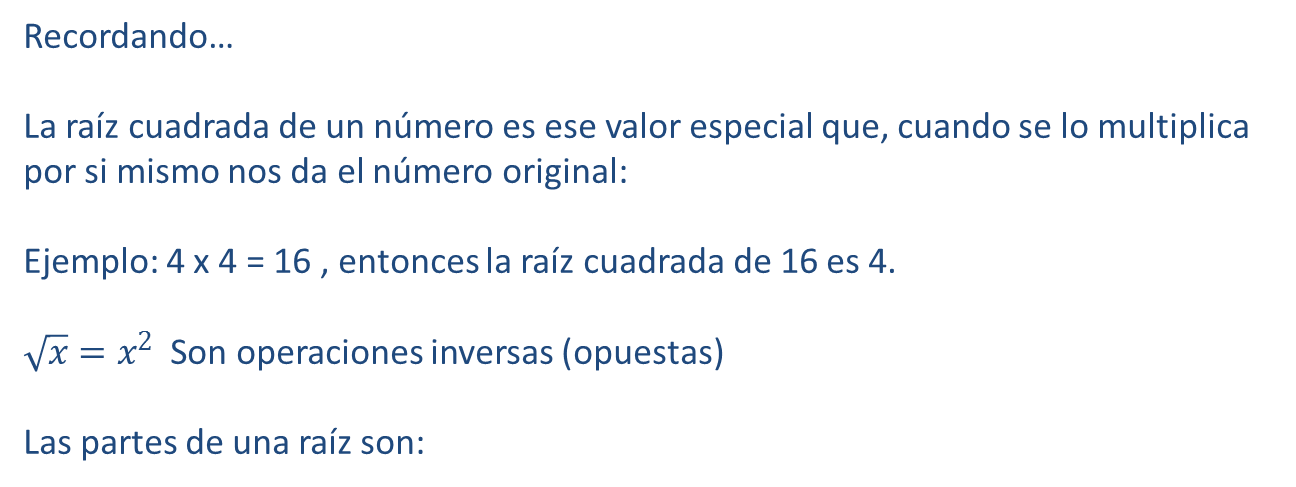 Recordando...
La raíz cuadrada de un número es ese valor especial que, cuando se lo multiplica
por si mismo nos da el número original:
Ejemplo: 4 x 4 = 16 , entonces la raíz cuadrada de 16 es 4.
√x = x² Son operaciones inversas (opuestas)
Las partes de una raíz son: